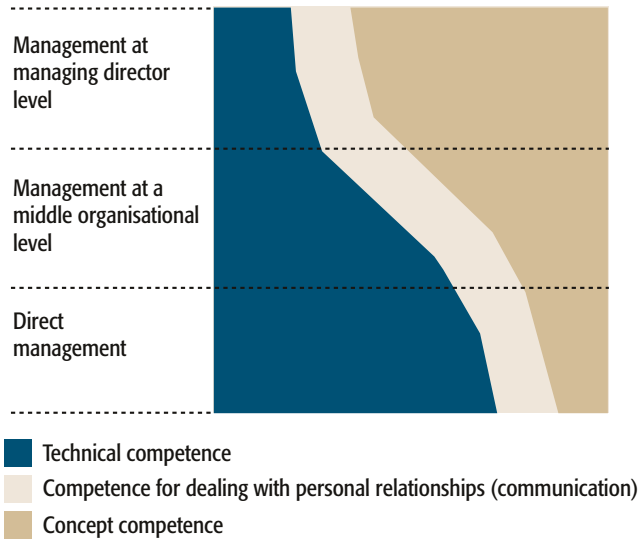 Management at
managing director
level
Management at a
middle organisational
level
Direct
management
Technical competence
Competence for dealing with personal relationships (communication)
Concept competence